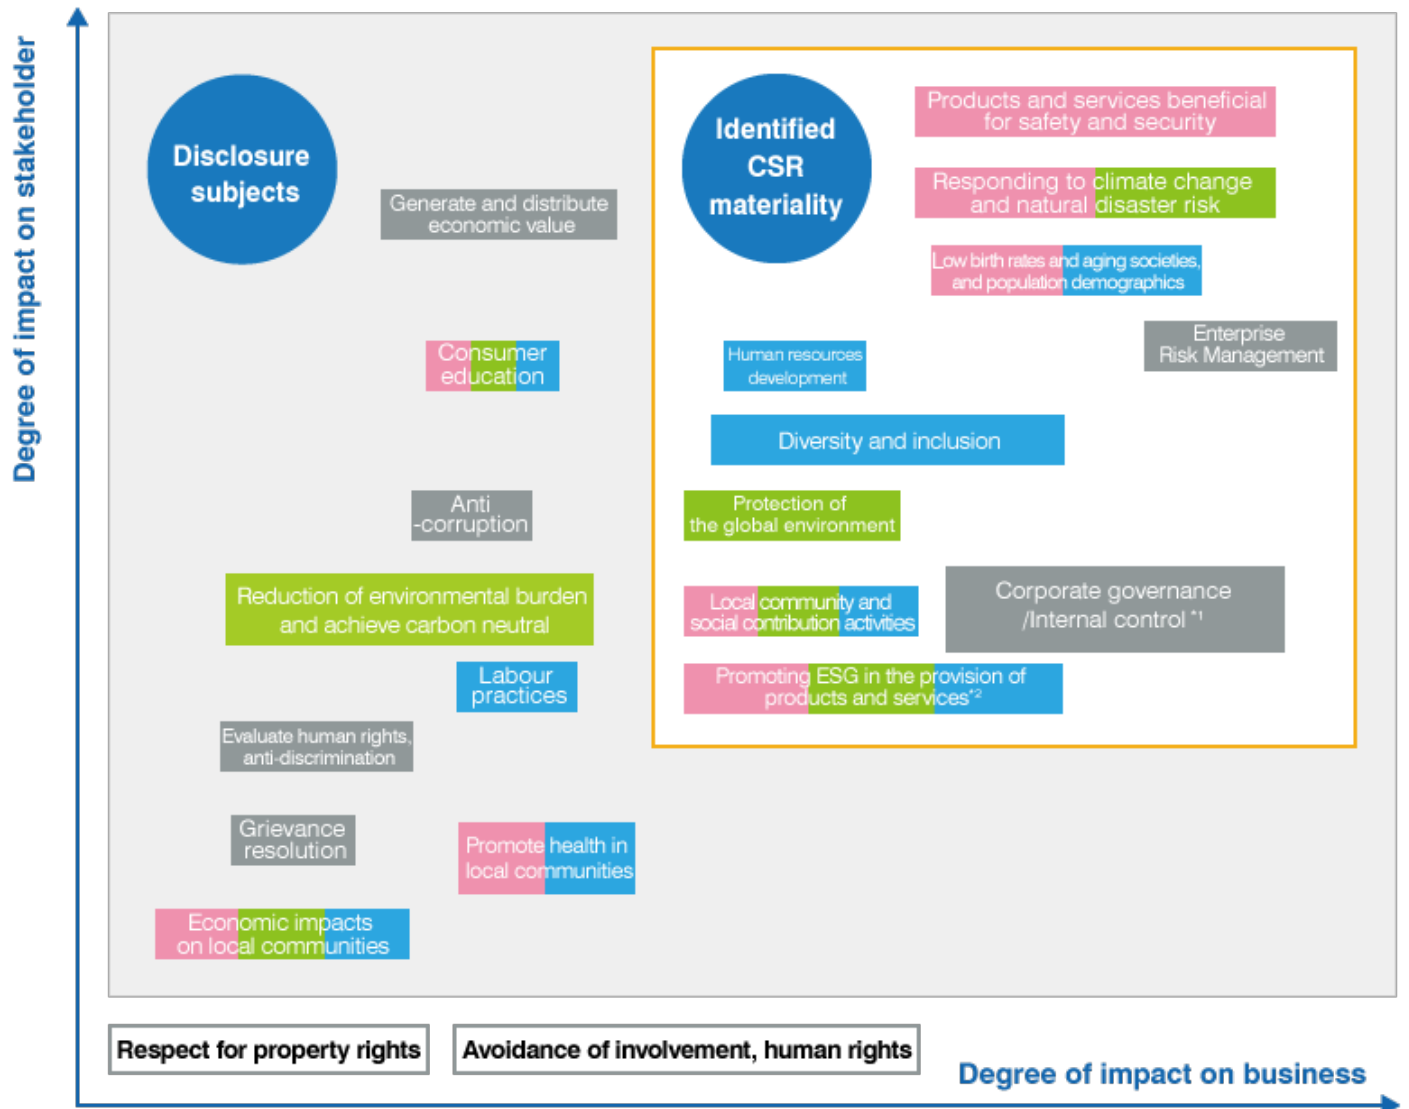 Degree of impact on stakeholder
Disclosure
subjects
Generate and distribute
economic value
Consumer
education
Anti
-corruption
Reduction of environmental burden
and achieve carbon neutral
Labour
practices
Evaluate human rights,
anti-discrimination
Grievance
resolution
Promote health in
local communities
Economic impacts
on local communities
Identified
CSR
materiality
Products and services beneficial
for safety and security
Responding to climate change
and natural disaster risk
Low birth rates and aging societies,
and population demographics
Enterprise
Risk Management
Human resources
development
Diversity and inclusion
Protection of
the global environment
Local community and
social contribution activities
Corporate governance
/Internal control *1
Promoting ESG in the provision of
products and services*2
Respect for property rights
Avoidance of involvement, human rights
Degree of impact on business